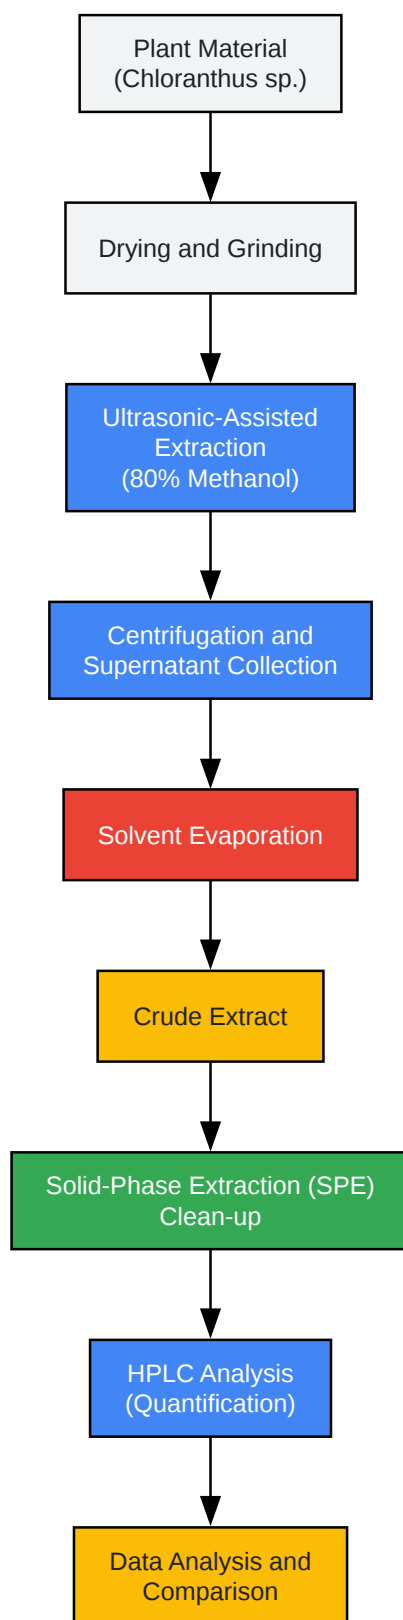 Plant Material
(Chloranthus sp.)
Drying and Grinding
Ultrasonic-Assisted
Extraction
(80% Methanol)
Centrifugation and
Supernatant Collection
Solvent Evaporation
Crude Extract
Solid-Phase Extraction (SPE)
Clean-up
HPLC Analysis
(Quantification)
Data Analysis and
Comparison